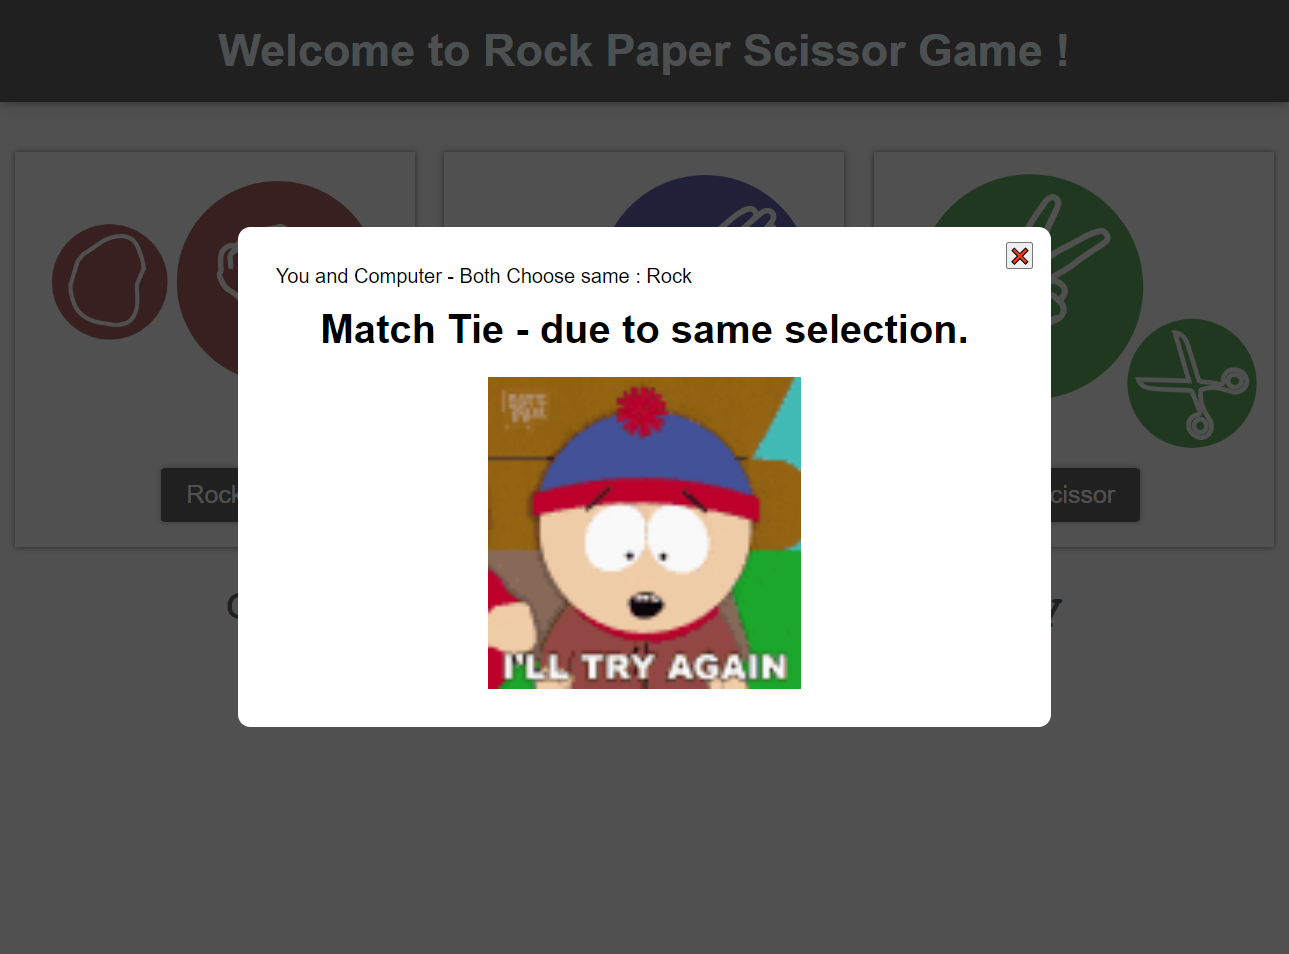 Welcome to Rock Paper Scissor Game !
You and Computer - Both Choose same : Rock
Match Tie - due to same selection.
I'LL TRY AGAIN
Rock
cissor